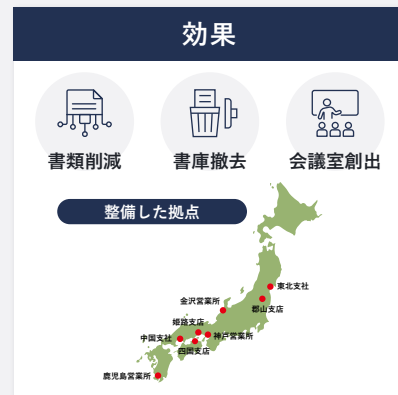 効果
書類削減
書庫撤去
会議室創出
整備した拠点
東北支社
金沢営業所
郡山支店
姫路支店
中国支社
神戸営業所
四国支店
鹿児島営業所